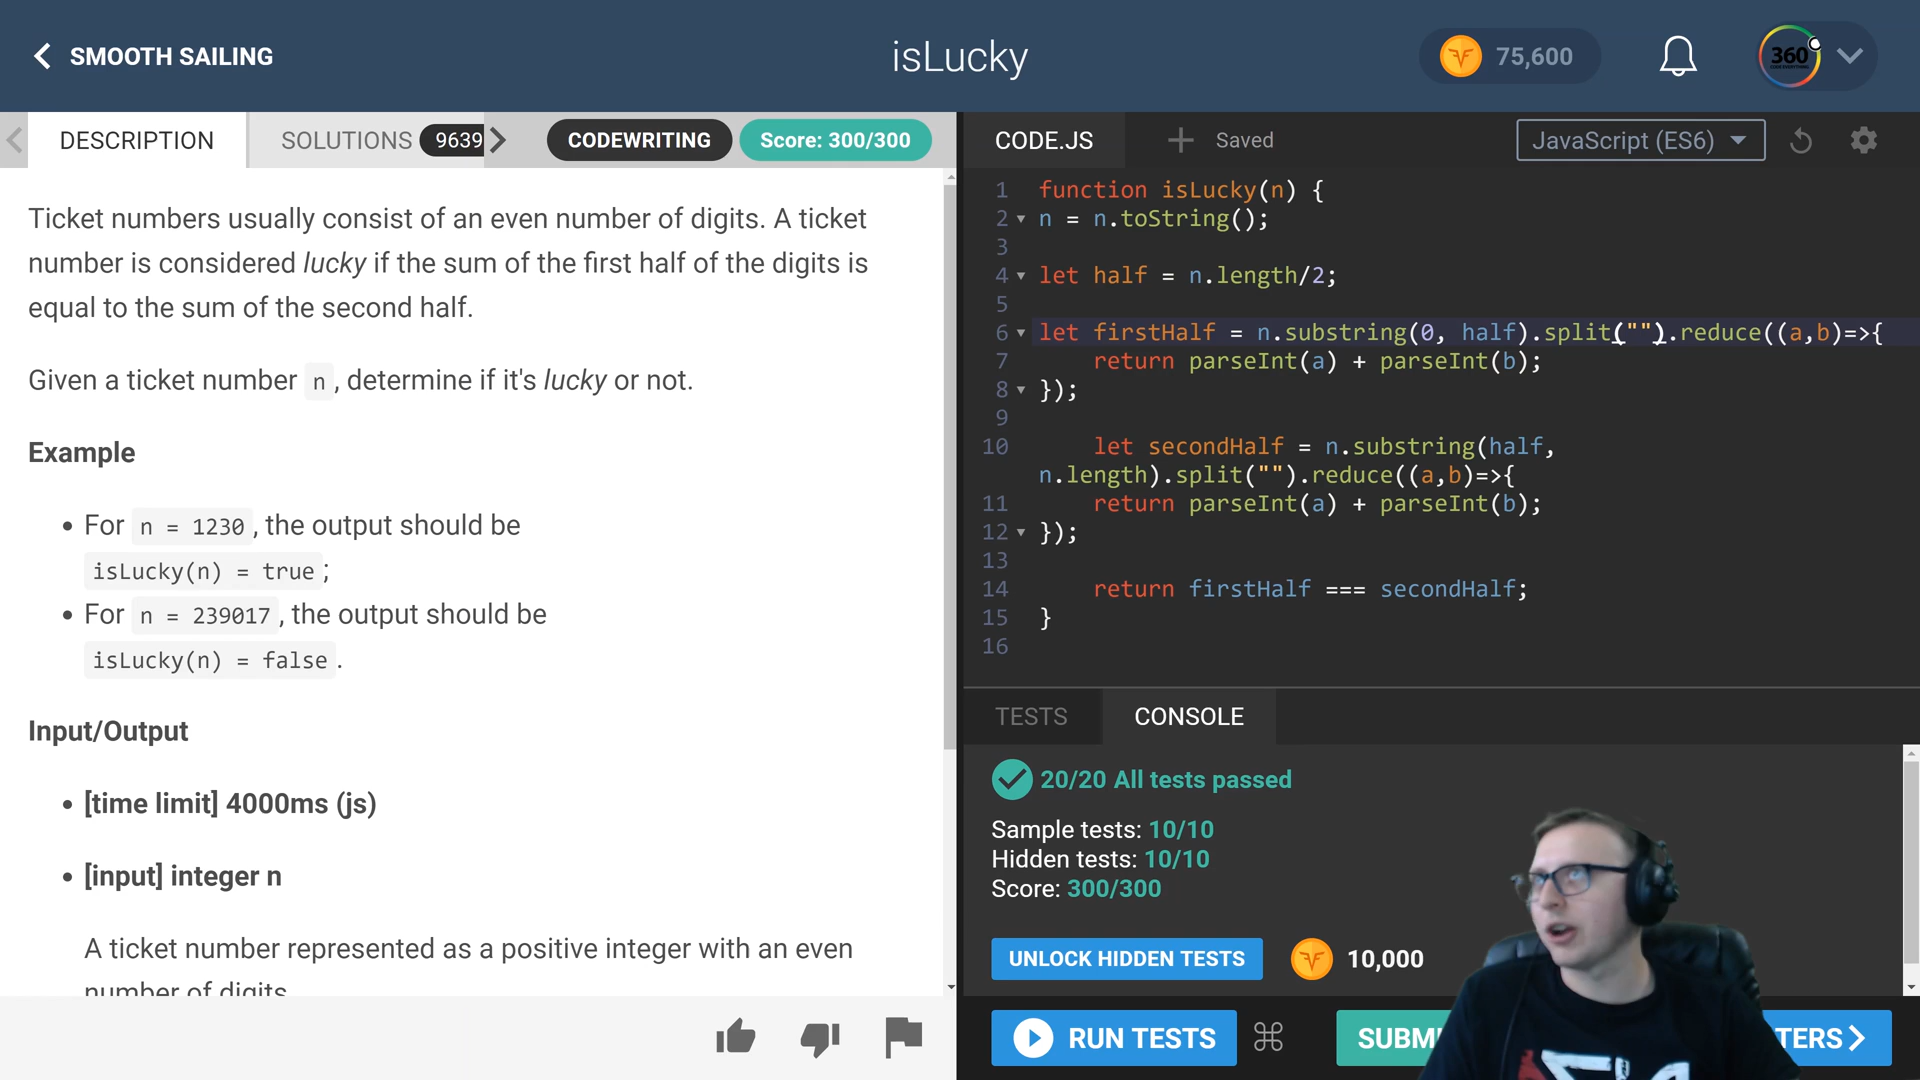 SMOOTH SAILING
isLucky
75,600
360
DESCRIPTION
SOLUTIONS 9639
CODEWRITING
Score: 300/300
Ticket numbers usually consist of an even number of digits. A ticket
number is considered lucky if the sum of the first half of the digits is
equal to the sum of the second half.
Given a ticket number n, determine if it's lucky or not.
Example
• For n = 1230, the output should be
isLucky(n) = true;
• For n = 239017, the output should be
isLucky(n) = false.
Input/Output
• [time limit] 4000ms (js)
• [input] integer n
A ticket number represented as a positive integer with an even
number of digits
CODE.JS
Saved
JavaScript (ES6)
1 function isLucky(n) {
2 n = n.toString();
3
4 let half = n.length/2;
5
6 let firstHalf = n.substring(0, half).split("").reduce((a,b)=>{
7 return parseInt(a) + parseInt(b);
8 });
9
10 let secondHalf = n.substring(half,
n.length).split("").reduce((a,b)=>{
11 return parseInt(a) + parseInt(b);
12 });
13
14 return firstHalf === secondHalf;
15 }
16
TESTS
CONSOLE
20/20 All tests passed
Sample tests: 10/10
Hidden tests: 10/10
Score: 300/300
UNLOCK HIDDEN TESTS
10,000
RUN TESTS
⌘
SUBM
TERS